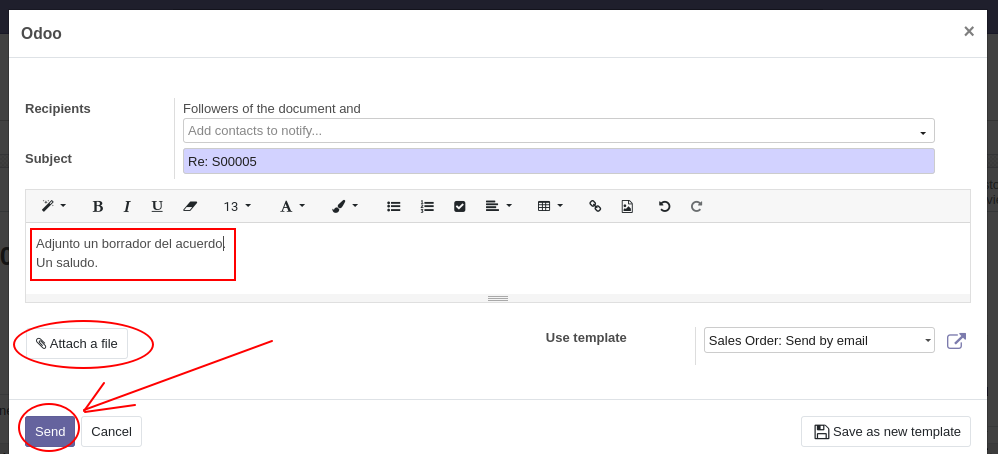 Odoo
×
Recipients
Followers of the document and
Add contacts to notify...
Subject
Re: S00005
B I U 13 A
Adjunto un borrador del acuerdo.
Un saludo.
Attach a file
Use template
Sales Order: Send by email
Send
Cancel
Save as new template